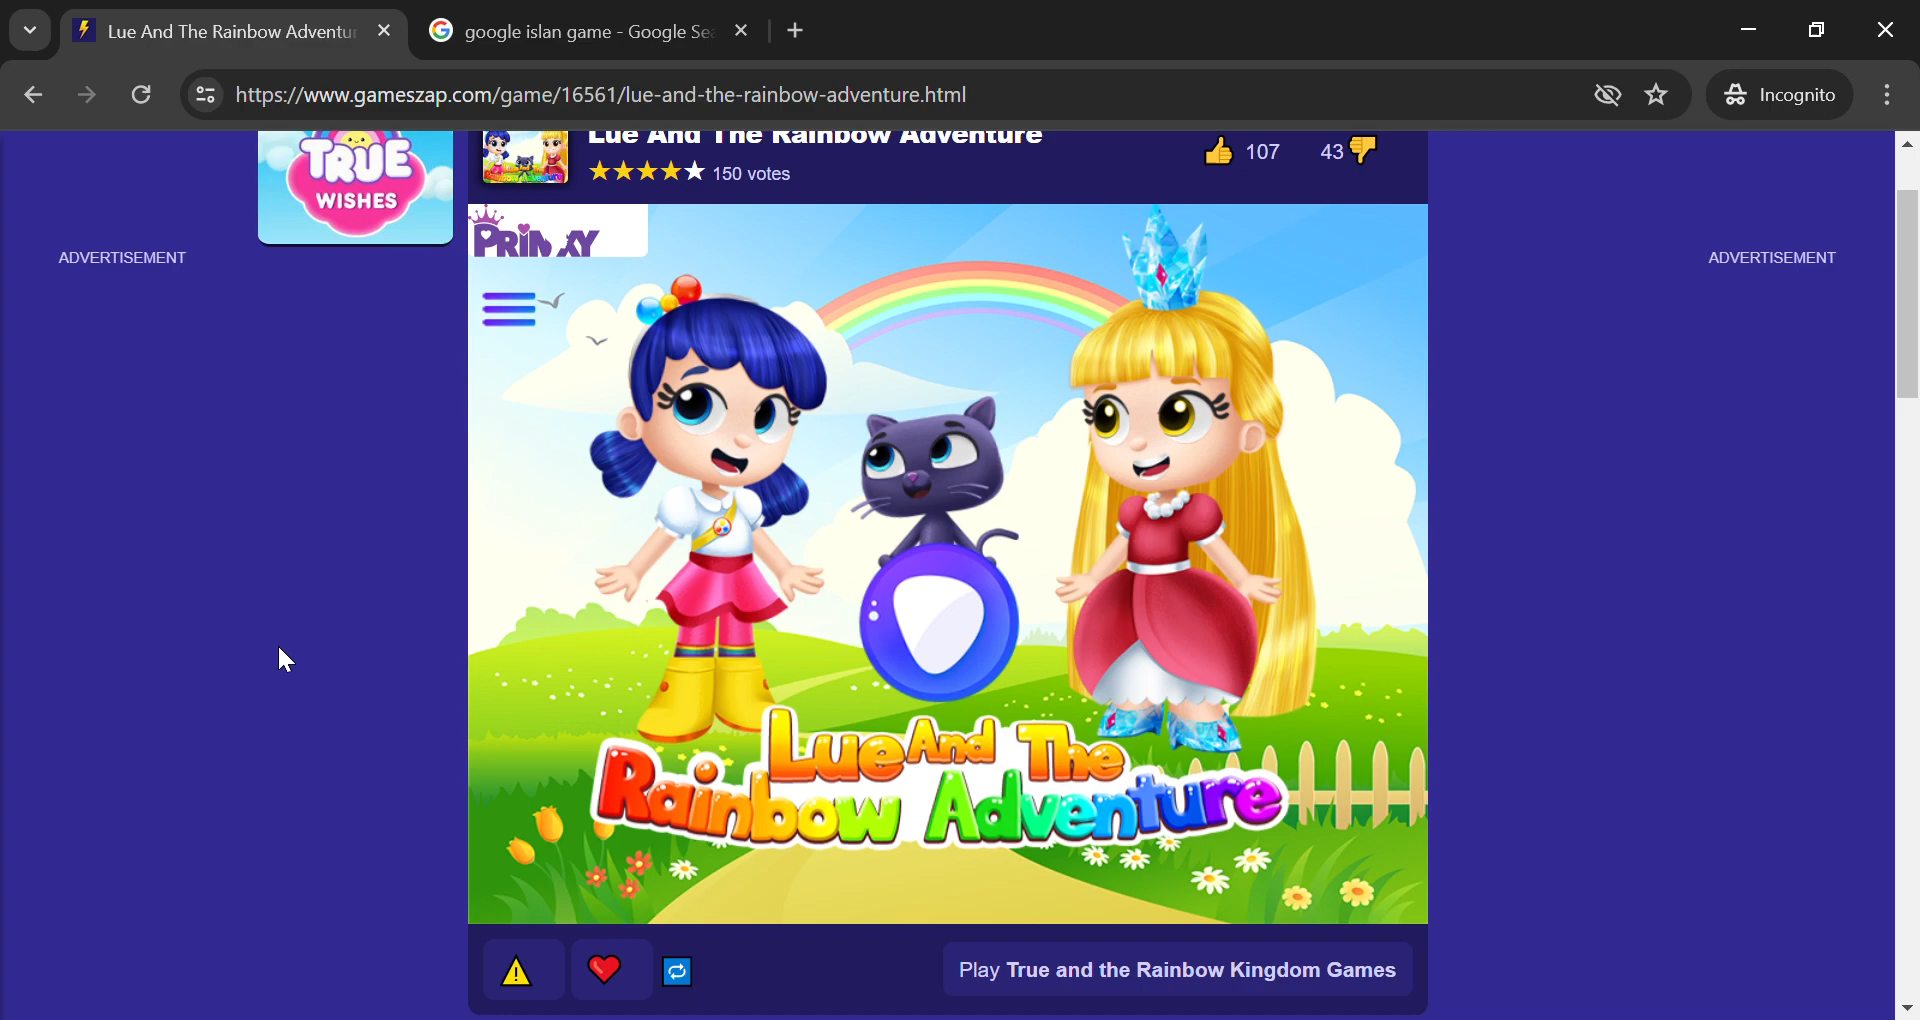 Lue And The Rainbow Adventur
google islan game - Google Sea
https://www.gameszap.com/game/16561/lue-and-the-rainbow-adventure.html
Incognito
TRUE
WISHES
Lue And The Rainbow Adventure
150 votes
107
43
ADVERTISEMENT
ADVERTISEMENT
Lue And The
Rainbow Adventure
Play True and the Rainbow Kingdom Games